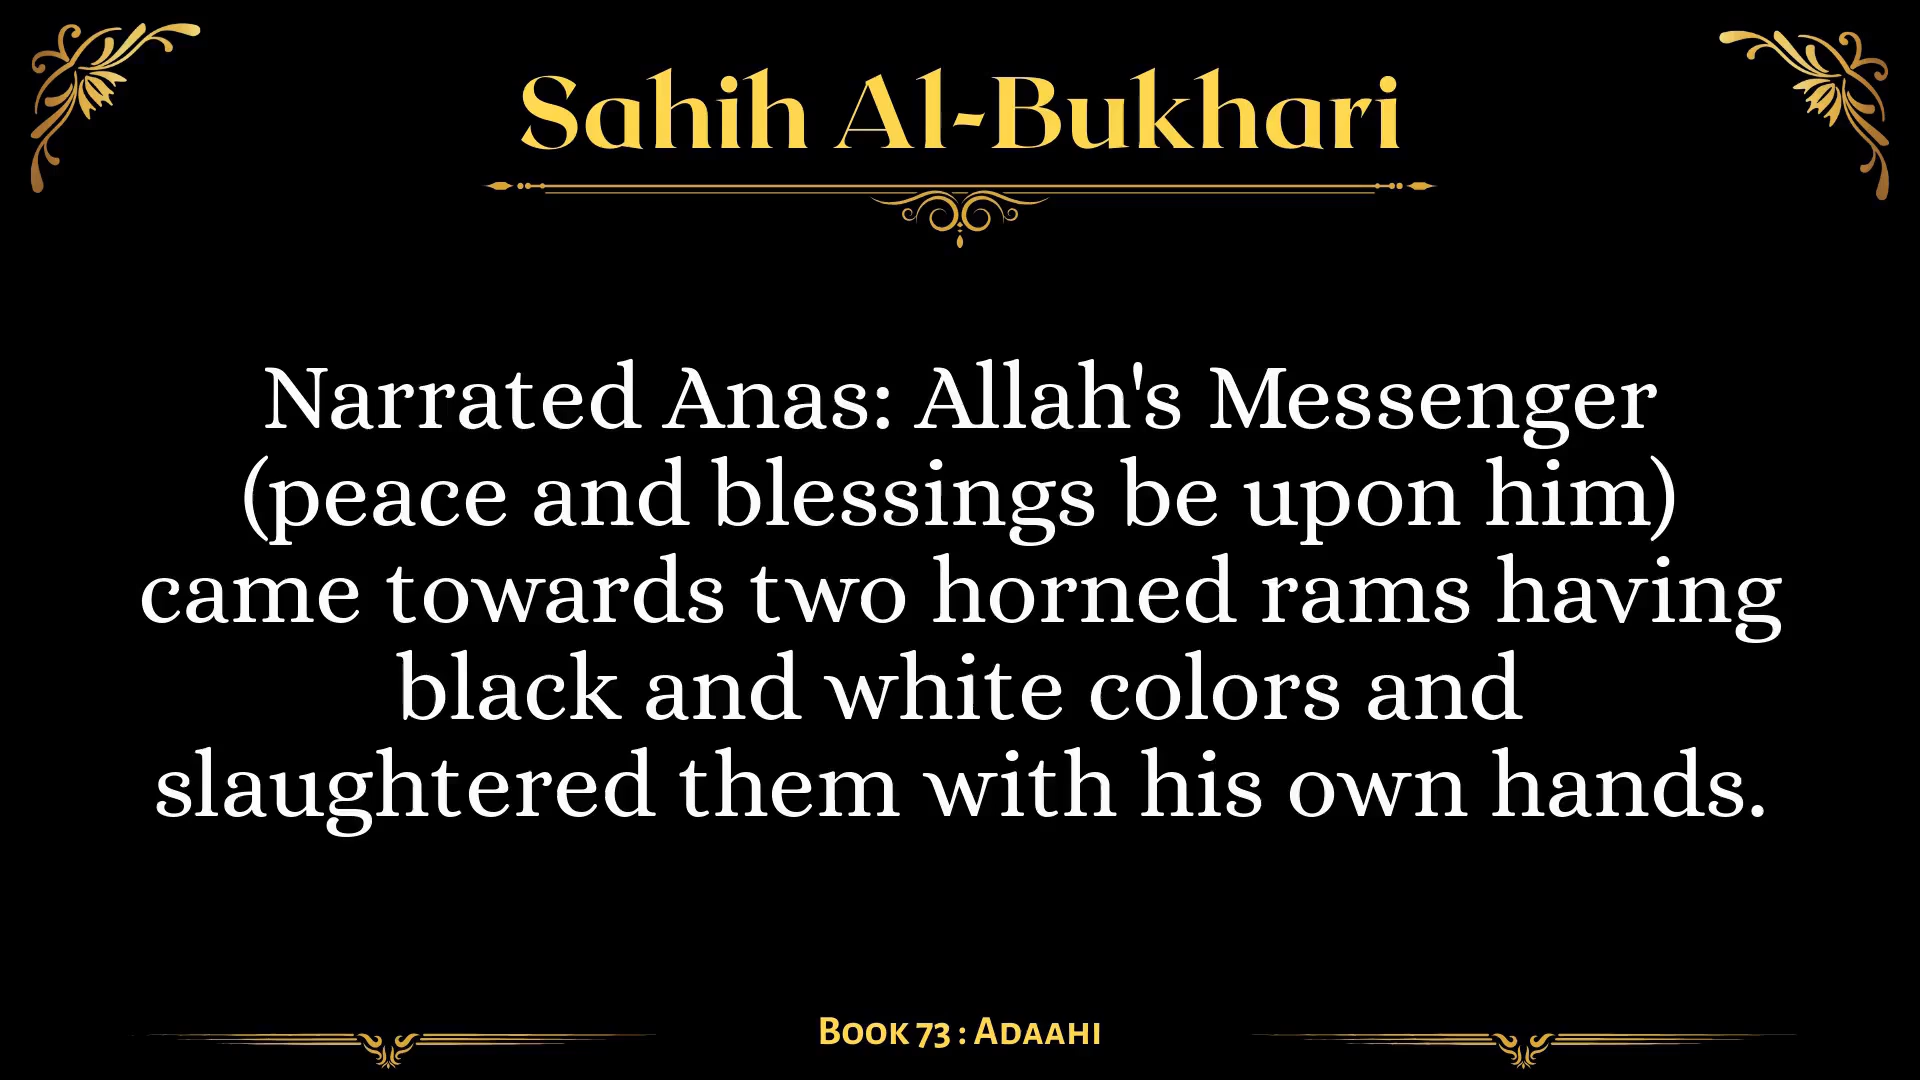 Sahih Al-Bukhari
Narrated Anas: Allah's Messenger
(peace and blessings be upon him)
came towards two horned rams having
black and white colors and
slaughtered them with his own hands.
Book 73 : Adaahi